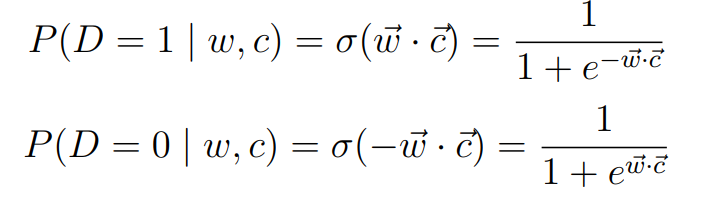 P(D = 1 | w, c) = σ(w⃗ · c⃗) = 1 / (1 + e^{−w⃗·c⃗})
P(D = 0 | w, c) = σ(−w⃗ · c⃗) = 1 / (1 + e^{w⃗·c⃗})